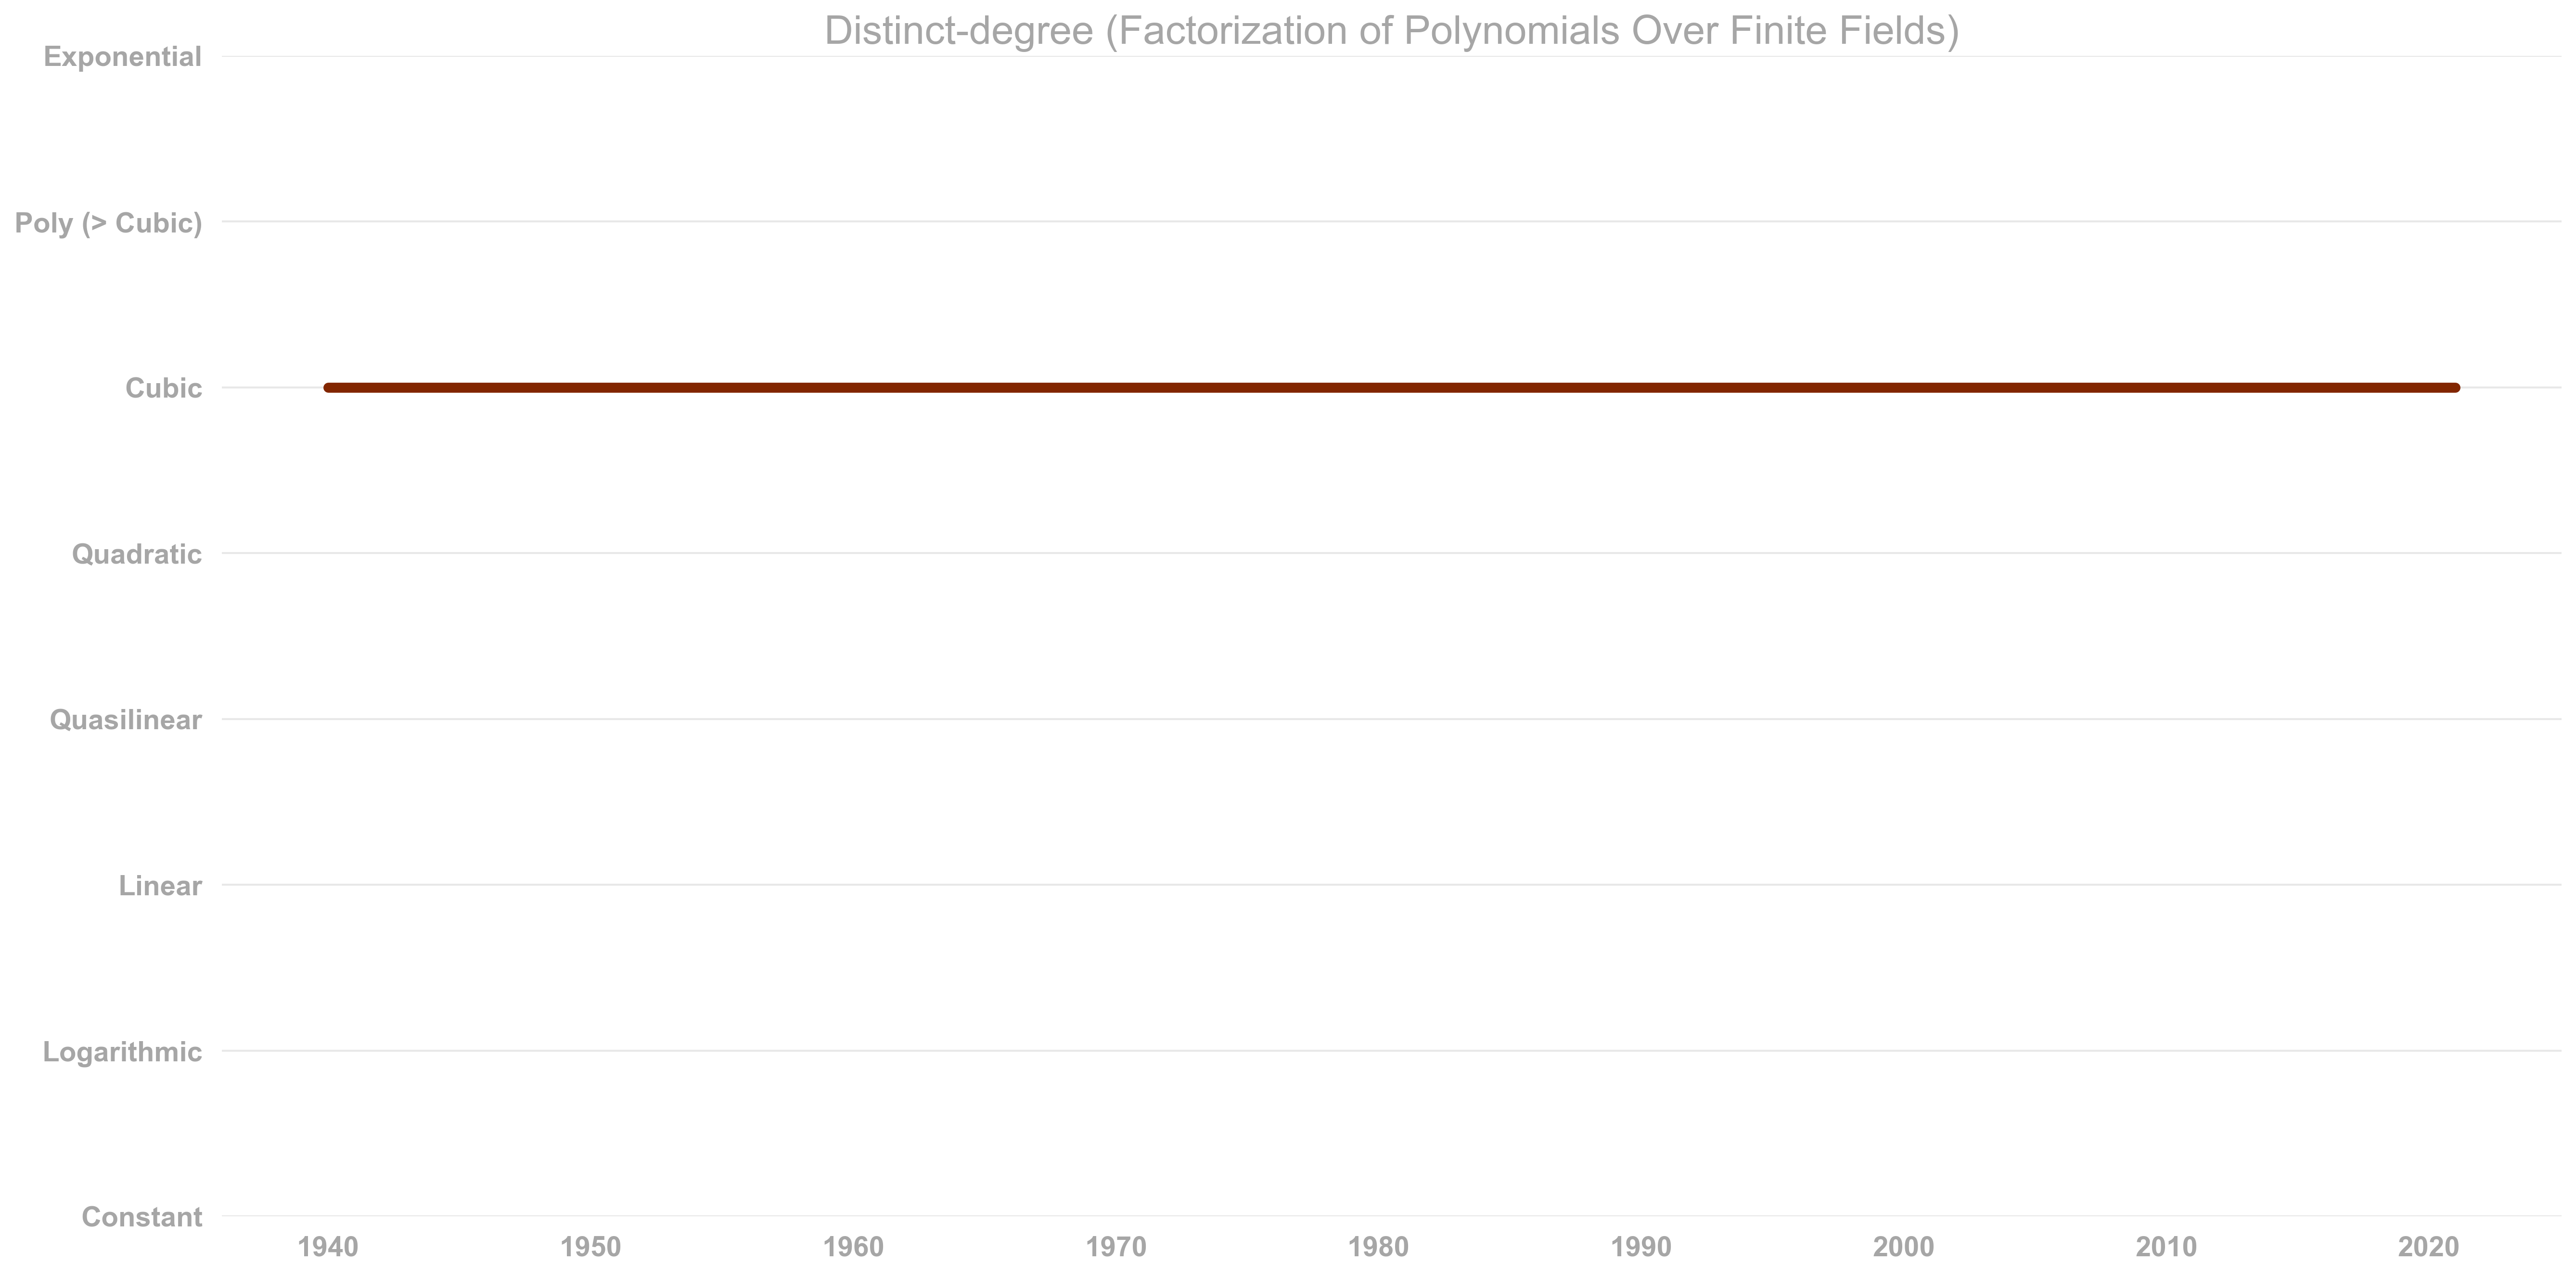 Distinct-degree (Factorization of Polynomials Over Finite Fields)
Exponential
Poly (> Cubic)
Cubic
Quadratic
Quasilinear
Linear
Logarithmic
Constant
1940 1950 1960 1970 1980 1990 2000 2010 2020